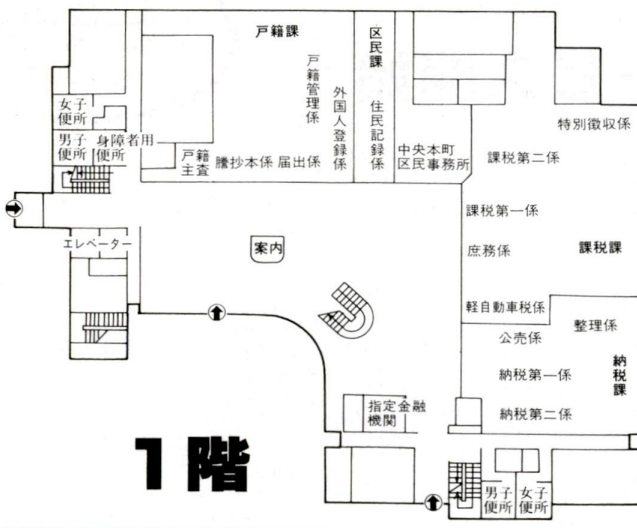 戸籍課
区民課
戸籍管理係
外国人登録係
住民記録係
女子
便所
男子
便所
身障者用
便所
戸籍
主査
謄抄本係
届出係
中央本町
区民事務所
特別徴収係
課税第二係
課税第一係
庶務係
課税課
エレベーター
案内
軽自動車税係
公売係
整理係
納税課
納税第一係
納税第二係
指定金融
機関
1階
男子
便所
女子
便所